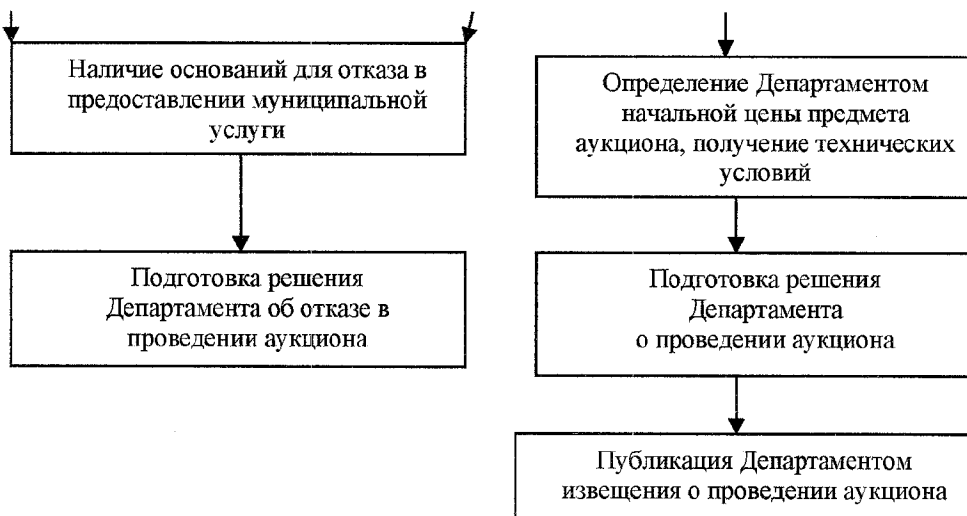 Наличие оснований для отказа в
предоставлении муниципальной
услуги
Подготовка решения
Департамента об отказе в
проведении аукциона
Определение Департаментом
начальной цены предмета
аукциона, получение технических
условий
Подготовка решения
Департамента
о проведении аукциона
Публикация Департаментом
извещения о проведении аукциона